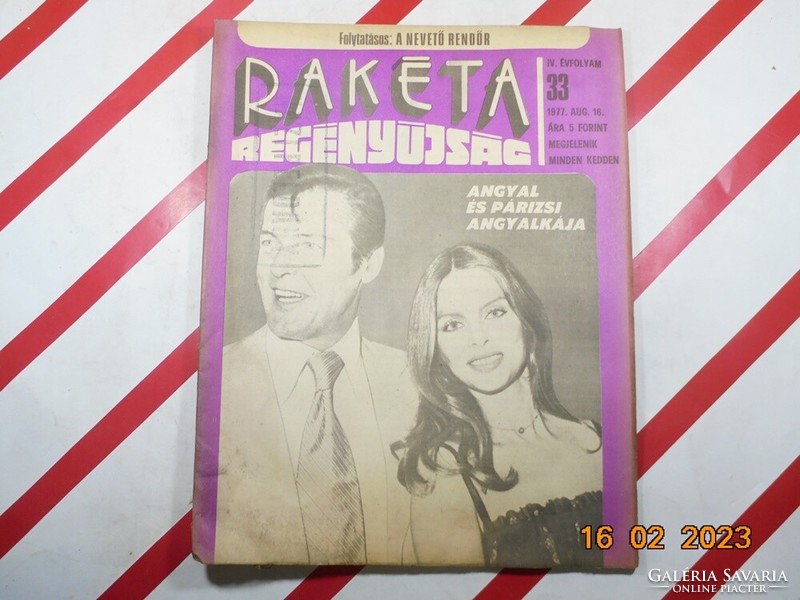 Folytatásos: A NEVETŐ RENDŐR
RAKÉTA
REGÉNYÚJSÁG
IV. ÉVFOLYAM
33
1977. AUG. 16.
ÁRA 5 FORINT
MEGJELENIK
MINDEN KEDDEN
ANGYAL
ÉS PÁRIZSI
ANGYALKÁJA
16 02 2023
GALÉRIA SAVARIA
ONLINE PIACTÉR